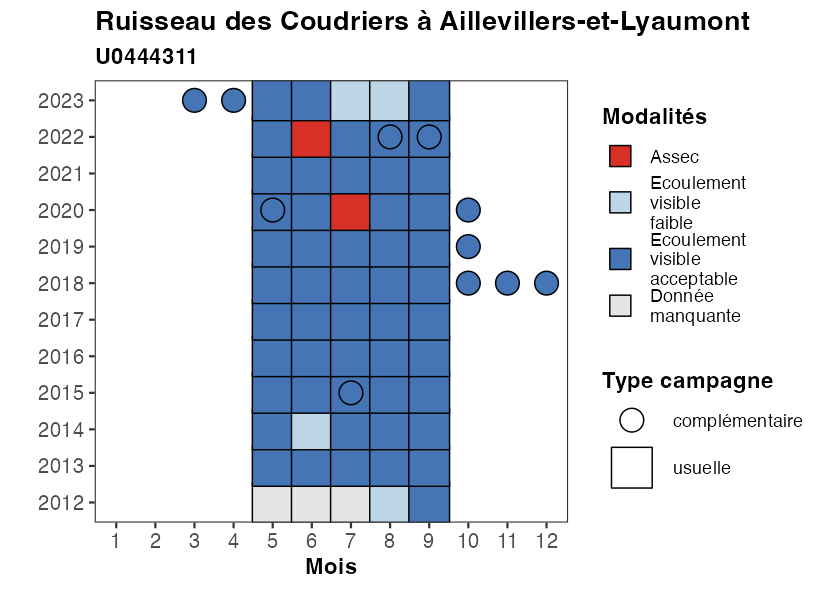 Ruisseau des Coudriers à Aillevillers-et-Lyaumont
U0444311
2023
2022
2021
2020
2019
2018
2017
2016
2015
2014
2013
2012
1 2 3 4 5 6 7 8 9 10 11 12
Mois
Modalités
Assec
Ecoulement
visible
faible
Ecoulement
visible
acceptable
Donnée
manquante
Type campagne
complémentaire
usuelle